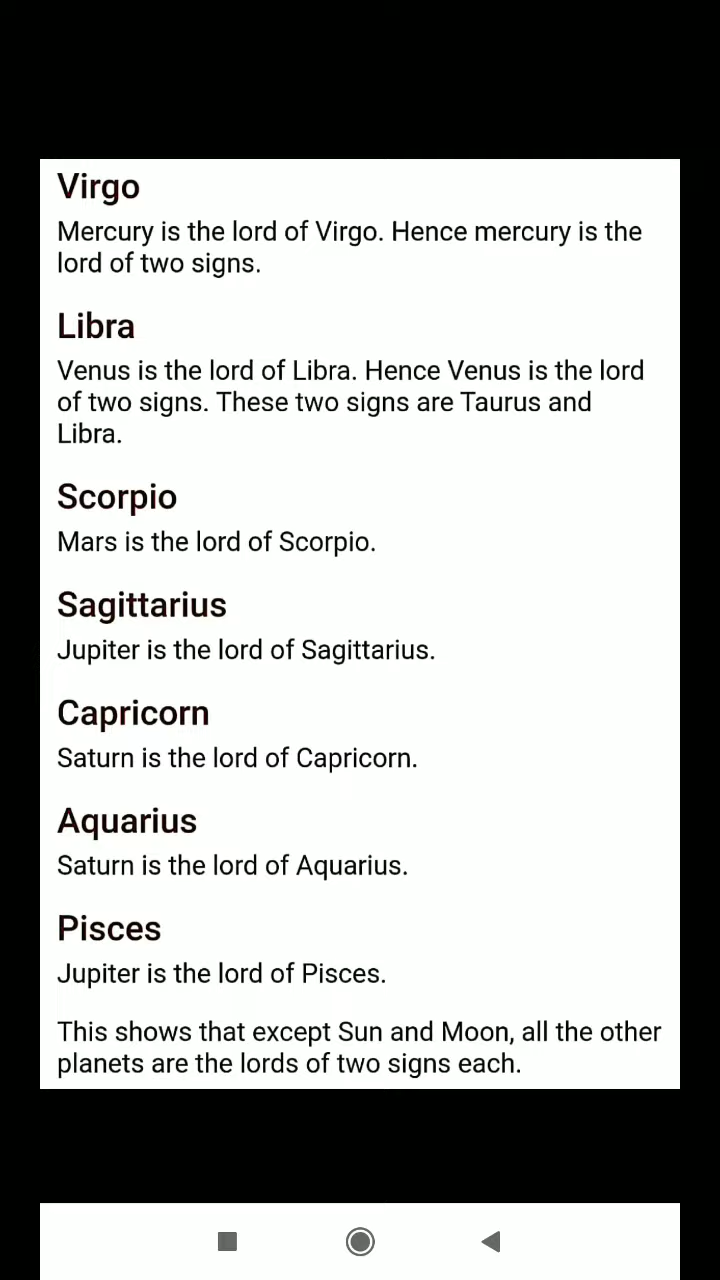 Virgo
Mercury is the lord of Virgo. Hence mercury is the
lord of two signs.
Libra
Venus is the lord of Libra. Hence Venus is the lord
of two signs. These two signs are Taurus and
Libra.
Scorpio
Mars is the lord of Scorpio.
Sagittarius
Jupiter is the lord of Sagittarius.
Capricorn
Saturn is the lord of Capricorn.
Aquarius
Saturn is the lord of Aquarius.
Pisces
Jupiter is the lord of Pisces.
This shows that except Sun and Moon, all the other
planets are the lords of two signs each.